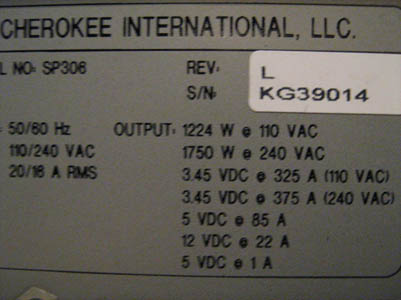 CHEROKEE INTERNATIONAL, LLC.
L NO: SP306 REV: L
S/N: KG39014
: 50/60 Hz OUTPUT: 1224 W @ 110 VAC
110/240 VAC 1750 W @ 240 VAC
20/16 A RMS 3.45 VDC @ 325 A (110 VAC)
3.45 VDC @ 375 A (240 VAC)
5 VDC @ 85 A
12 VDC @ 22 A
5 VDC @ 1 A